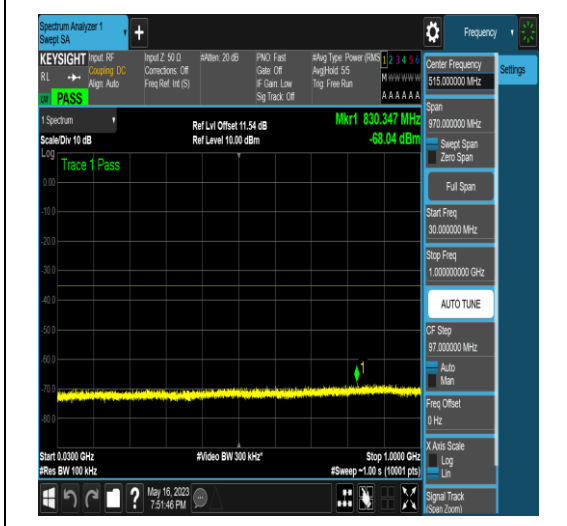 Spectrum Analyzer 1
Swept SA
+
Frequency
KEYSIGHT
RL
Input: RF
Coupling: DC
Align: Auto
Input Z: 50 Ω
Corrections: Off
Freq Ref: Int (S)
#Atten: 20 dB
PNO: Fast
Gate: Off
IF Gain: Low
Sig Track: Off
#Avg Type: Power (RMS)
Avg|Hold: 5/5
Trig: Free Run
1 2 3 4 5 6
M W W W W W
A A A A A A
PASS
1 Spectrum
Scale/Div 10 dB
Ref Lvl Offset 11.54 dB
Ref Level 10.00 dBm
Mkr1 830.347 MHz
-68.04 dBm
Log
Trace 1 Pass
0.00
-10.0
-20.0
-30.0
-40.0
-50.0
-60.0
-70.0
-80.0
1
Start 0.0300 GHz
#Res BW 100 kHz
#Video BW 300 kHz*
Stop 1.0000 GHz
#Sweep ~1.00 s (10001 pts)
?
May 16, 2023
7:51:46 PM
Settings
Center Frequency
515.000000 MHz
Span
970.000000 MHz
Swept Span
Zero Span
Full Span
Start Freq
30.000000 MHz
Stop Freq
1.000000000 GHz
AUTO TUNE
CF Step
97.000000 MHz
Auto
Man
Freq Offset
0 Hz
X Axis Scale
Log
Lin
Signal Track
(Span Zoom)